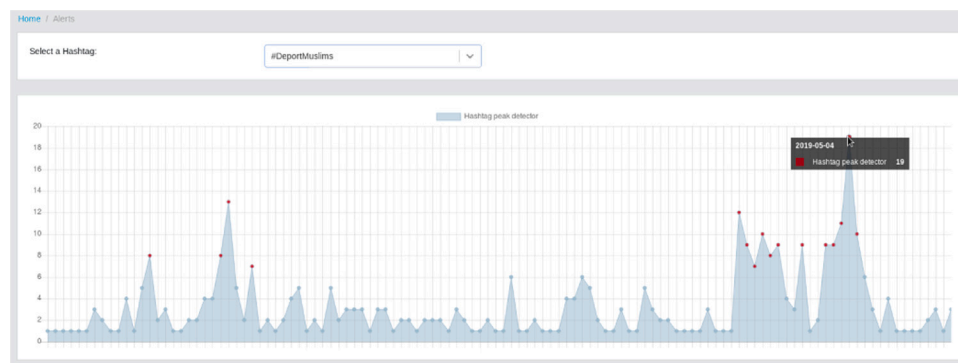 Home / Alerts
Select a Hashtag:
#DeportMuslims
Hashtag peak detector
20
18
16
14
12
10
8
6
4
2
0
2019-05-04
Hashtag peak detector 19